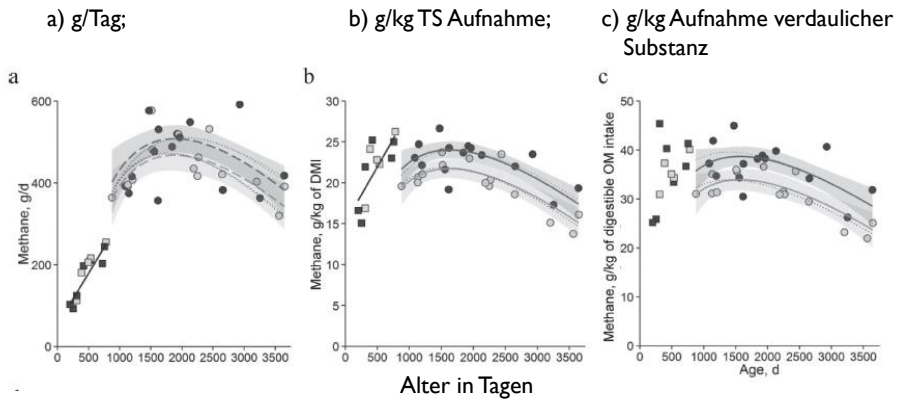 a) g/Tag;
b) g/kg TS Aufnahme;
c) g/kg Aufnahme verdaulicher
Substanz
a
Methane, g/d
600
400
200
0
0 500 1000 1500 2000 2500 3000 3500
b
Methane, g/kg of DMI
30
25
20
15
10
5
0
0 500 1000 1500 2000 2500 3000 3500
c
Methane, g/kg of digestible OM intake
50
40
30
20
10
0
0 500 1000 1500 2000 2500 3000 3500
Age, d
Alter in Tagen